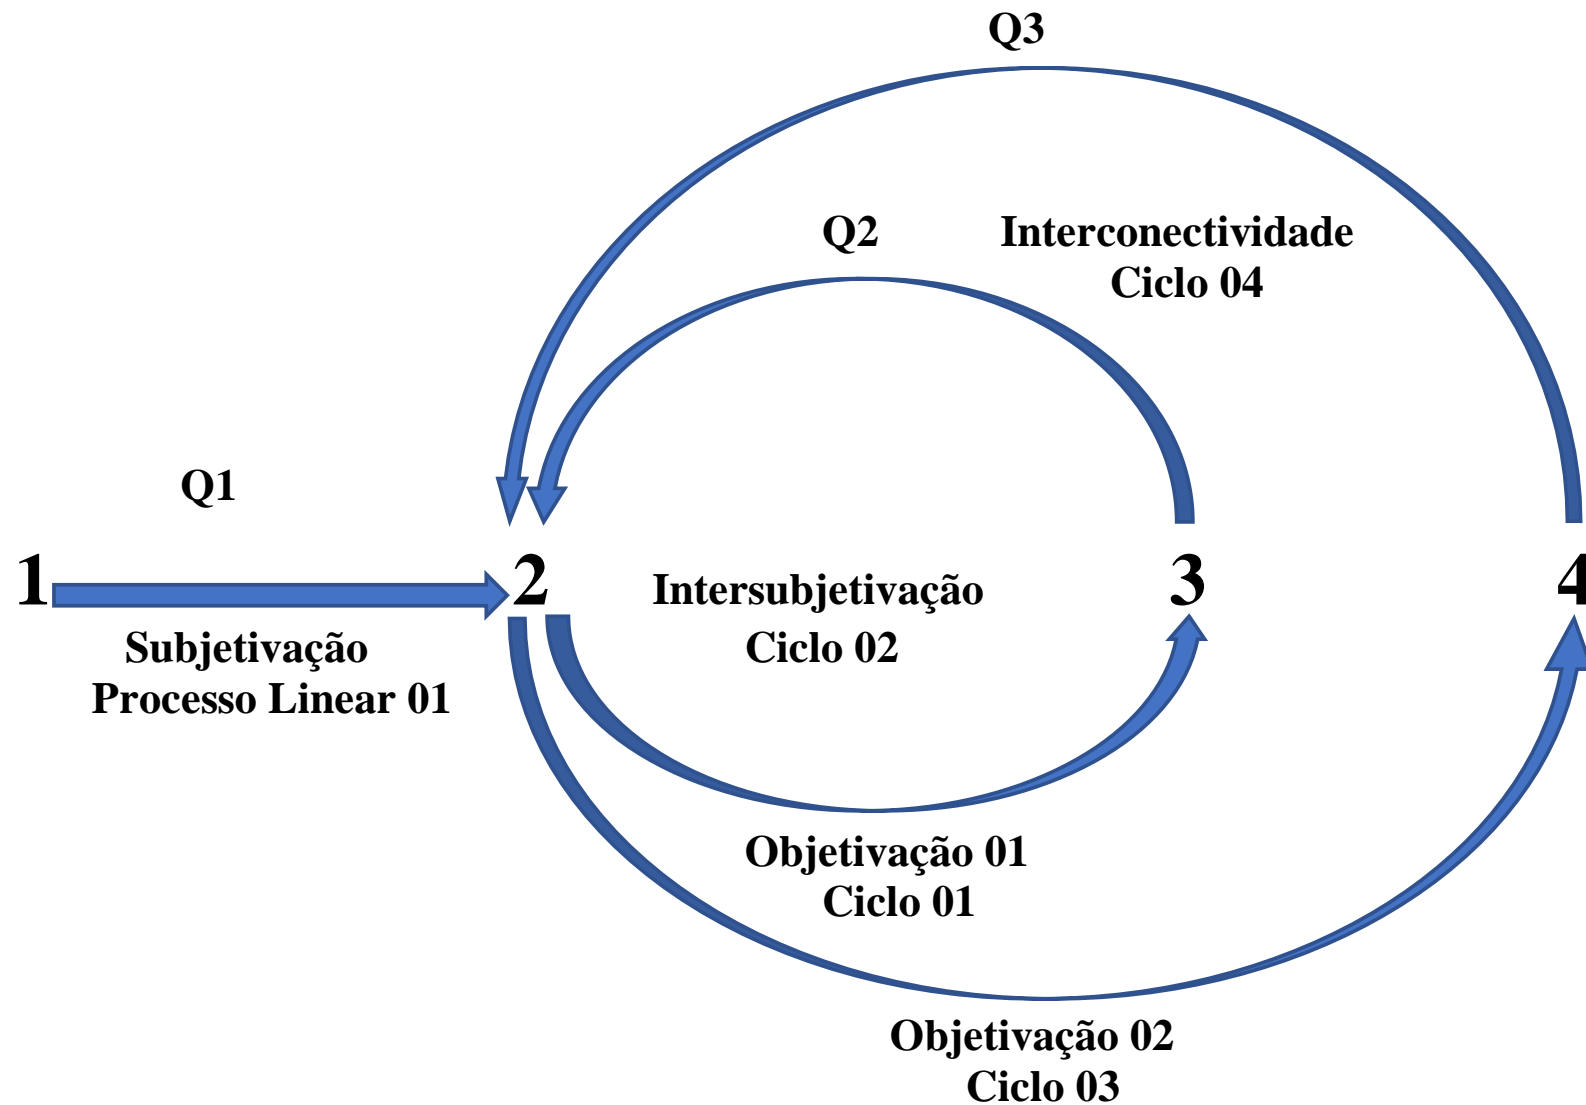 Q3
Q2
Interconectividade
Ciclo 04
Q1
1
2
Intersubjetivação
Ciclo 02
3
4
Subjetivação
Processo Linear 01
Objetivação 01
Ciclo 01
Objetivação 02
Ciclo 03